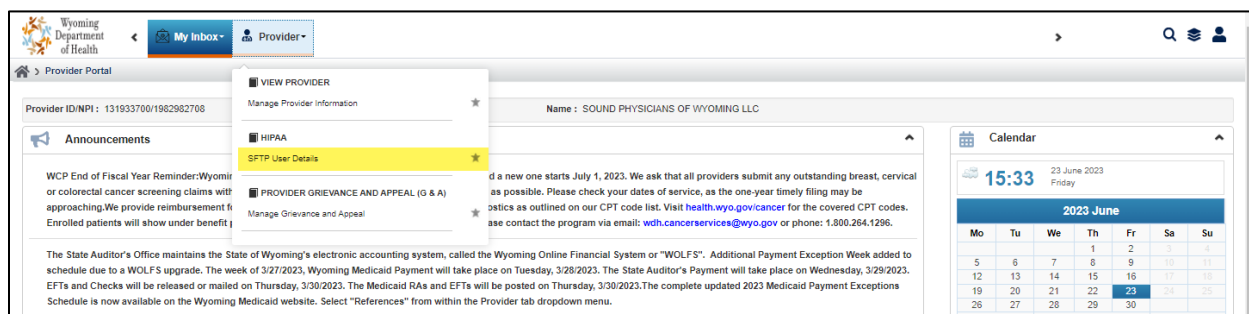 Wyoming
Department
of Health
My Inbox
Provider
Provider Portal
VIEW PROVIDER
Manage Provider Information
HIPAA
SFTP User Details
PROVIDER GRIEVANCE AND APPEAL (G & A)
Manage Grievance and Appeal
Provider ID/NPI : 131933700/1982982708
Name : SOUND PHYSICIANS OF WYOMING LLC
Announcements
WCP End of Fiscal Year Reminder:Wyomin d a new one starts July 1, 2023. We ask that all providers submit any outstanding breast, cervical
or colorectal cancer screening claims with as possible. Please check your dates of service, as the one-year timely filing may be
approaching.We provide reimbursement fo ostics as outlined on our CPT code list. Visit health.wyo.gov/cancer for the covered CPT codes.
Enrolled patients will show under benefit ase contact the program via email: wdh.cancerservices@wyo.gov or phone: 1.800.264.1296.
The State Auditor's Office maintains the State of Wyoming's electronic accounting system, called the Wyoming Online Financial System or "WOLFS". Additional Payment Exception Week added to
schedule due to a WOLFS upgrade. The week of 3/27/2023, Wyoming Medicaid Payment will take place on Tuesday, 3/28/2023. The State Auditor's Payment will take place on Wednesday, 3/29/2023.
EFTs and Checks will be released or mailed on Thursday, 3/30/2023. The Medicaid RAs and EFTs will be posted on Thursday, 3/30/2023.The complete updated 2023 Medicaid Payment Exceptions
Schedule is now available on the Wyoming Medicaid website. Select "References" from within the Provider tab dropdown menu.
Calendar
15:33
23 June 2023
Friday
2023 June
Mo Tu We Th Fr Sa Su
1 2 3 4
5 6 7 8 9 10 11
12 13 14 15 16 17 18
19 20 21 22 23 24 25
26 27 28 29 30